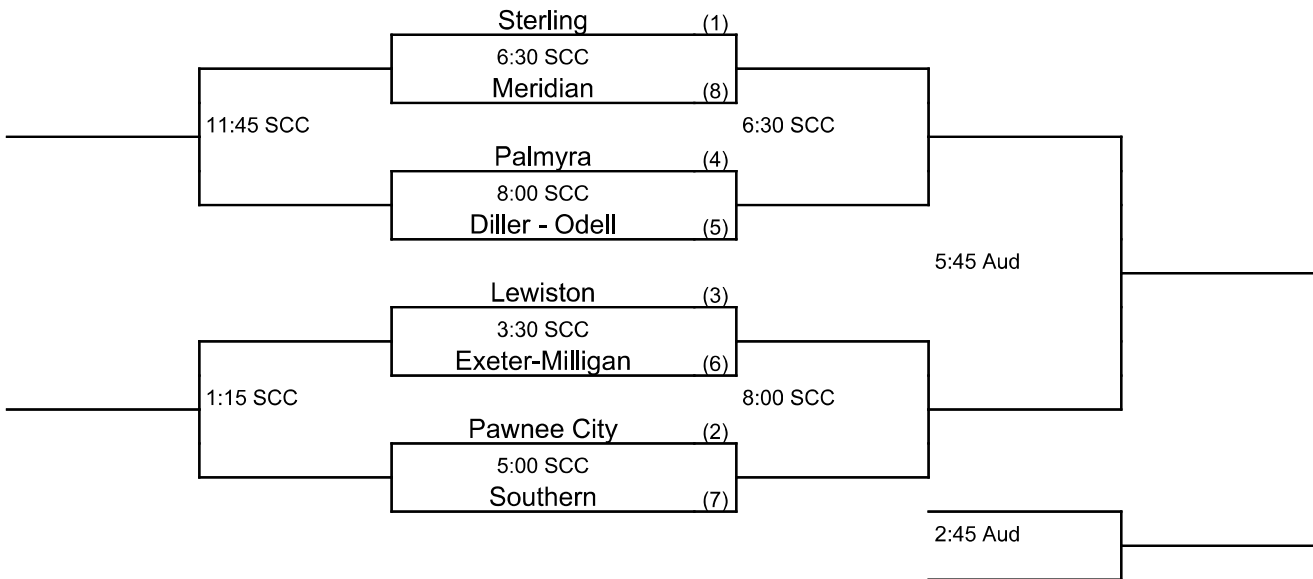 Sterling (1)
6:30 SCC
Meridian (8)
11:45 SCC
6:30 SCC
Palmyra (4)
8:00 SCC
Diller - Odell (5)
5:45 Aud
Lewiston (3)
3:30 SCC
Exeter-Milligan (6)
1:15 SCC
8:00 SCC
Pawnee City (2)
5:00 SCC
Southern (7)
2:45 Aud